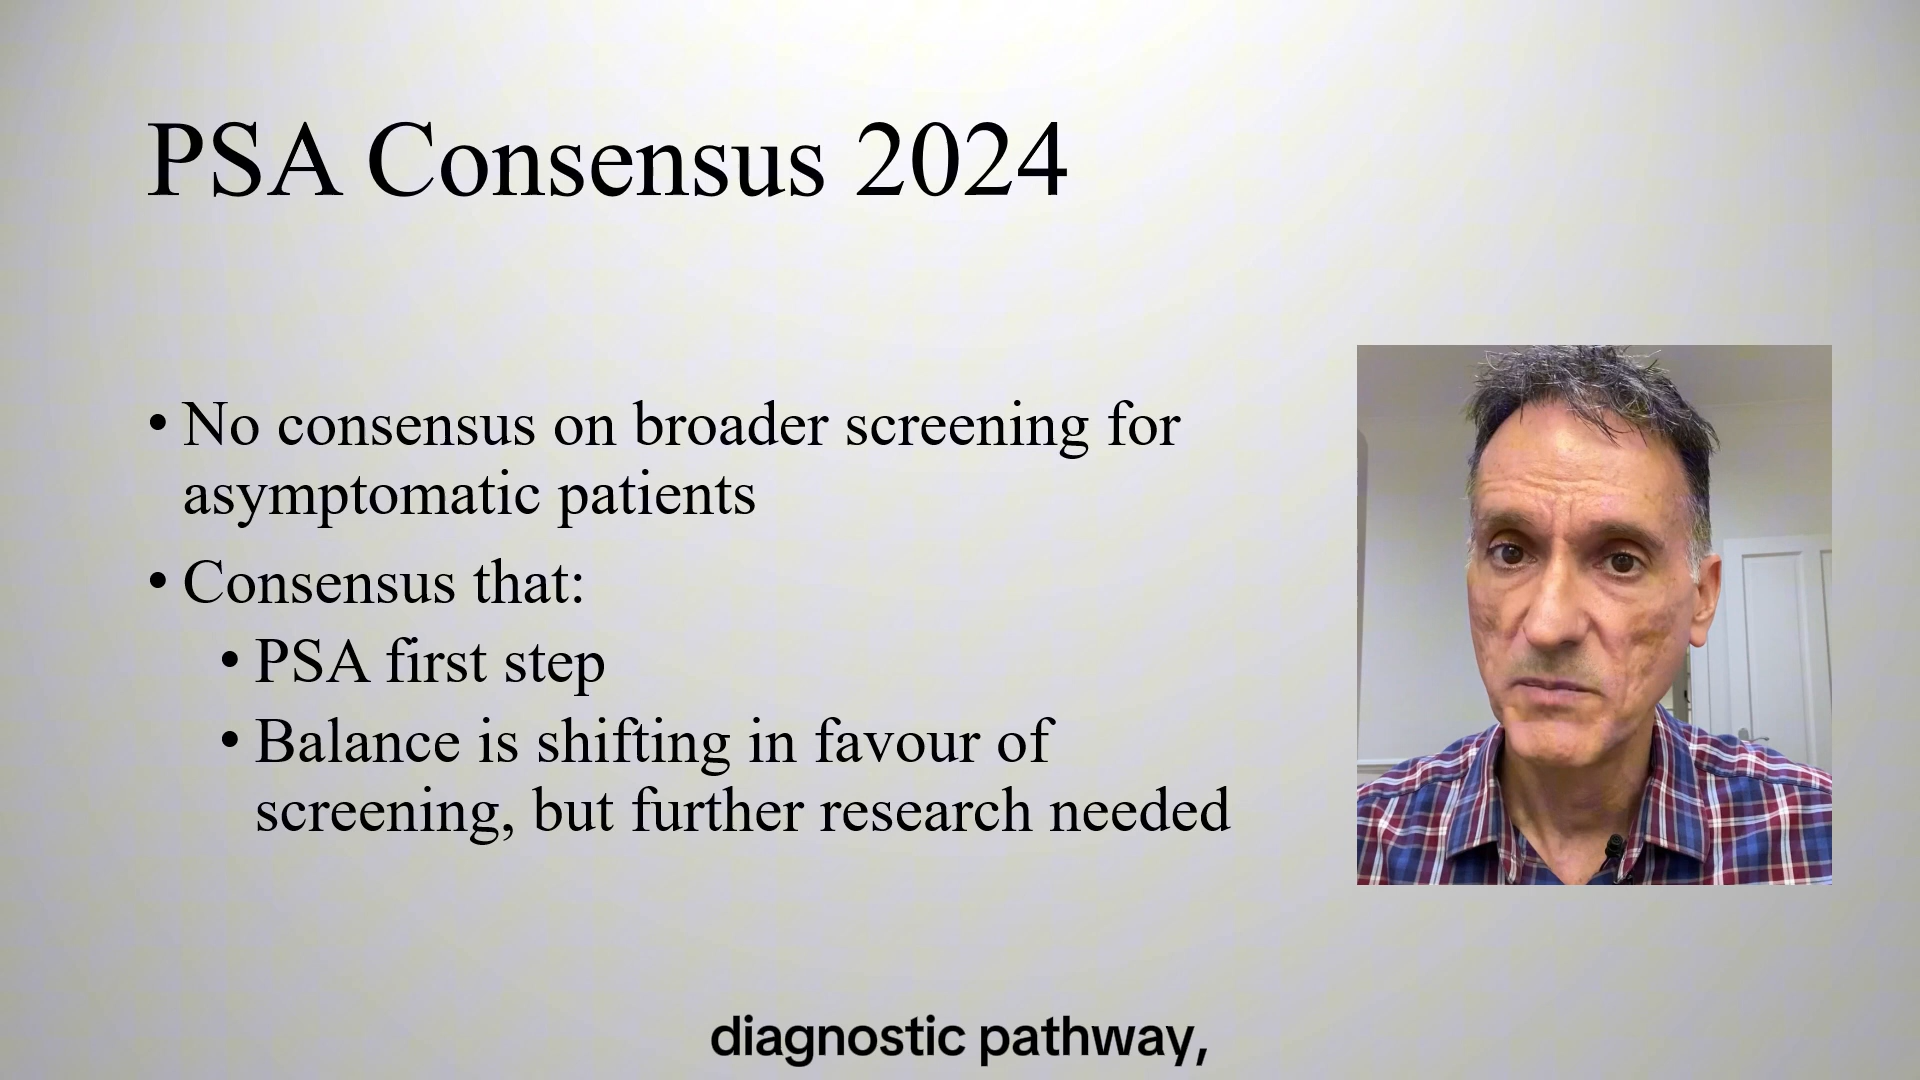 PSA Consensus 2024
• No consensus on broader screening for
asymptomatic patients
• Consensus that:
• PSA first step
• Balance is shifting in favour of
screening, but further research needed
diagnostic pathway,